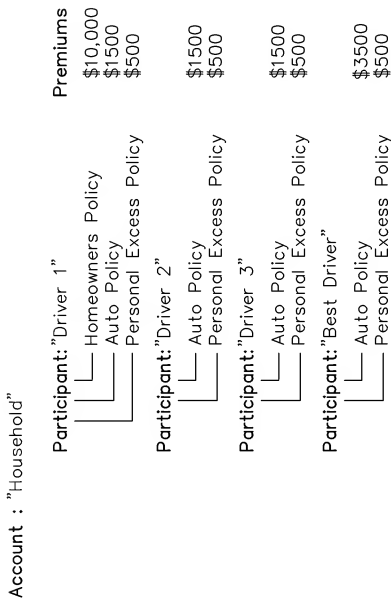 Account : "Household"
Premiums
Participant: "Driver 1"
Homeowners Policy $10,000
Auto Policy $1500
Personal Excess Policy $500
Participant: "Driver 2"
Auto Policy $1500
Personal Excess Policy $500
Participant: "Driver 3"
Auto Policy $1500
Personal Excess Policy $500
Participant: "Best Driver"
Auto Policy $3500
Personal Excess Policy $500